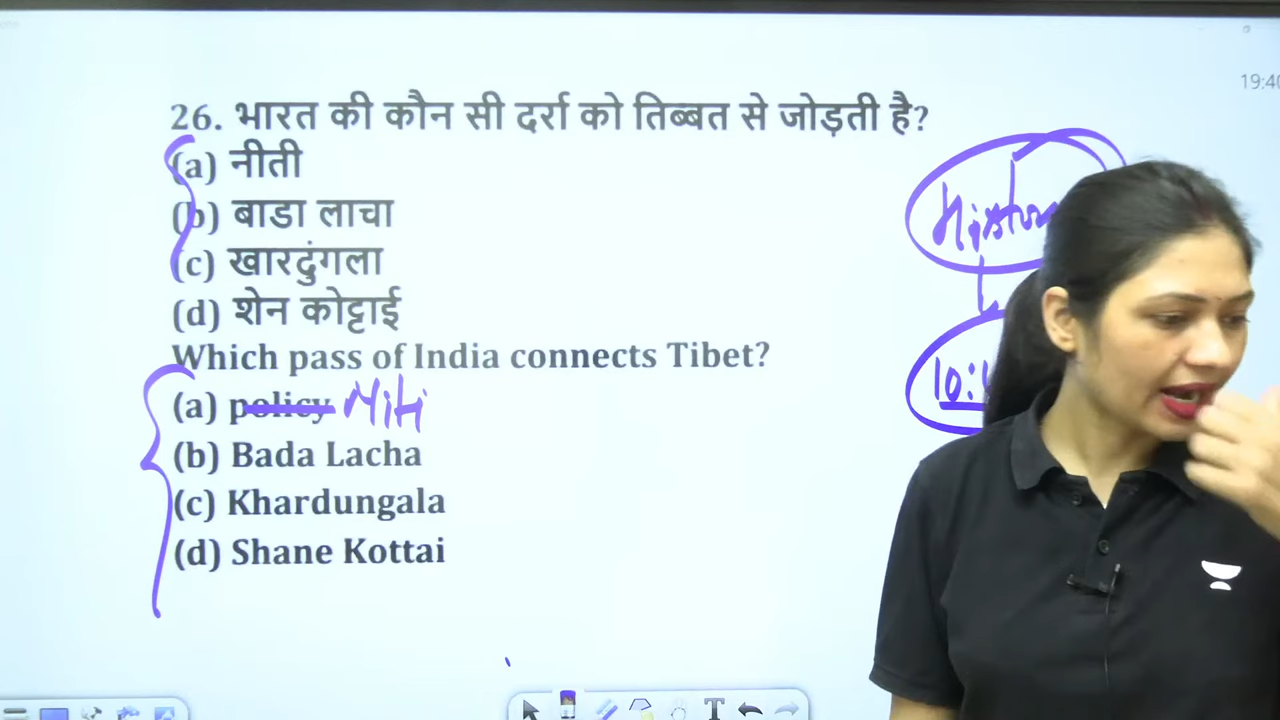 19:40
26. भारत की कौन सी दर्रा को तिब्बत से जोड़ती है?
(a) नीती
(b) बाडा लाचा
(c) खारदुंगला
(d) शेन कोट्टाई
Which pass of India connects Tibet?
(a) policy Niti
(b) Bada Lacha
(c) Khardungala
(d) Shane Kottai
10:
T